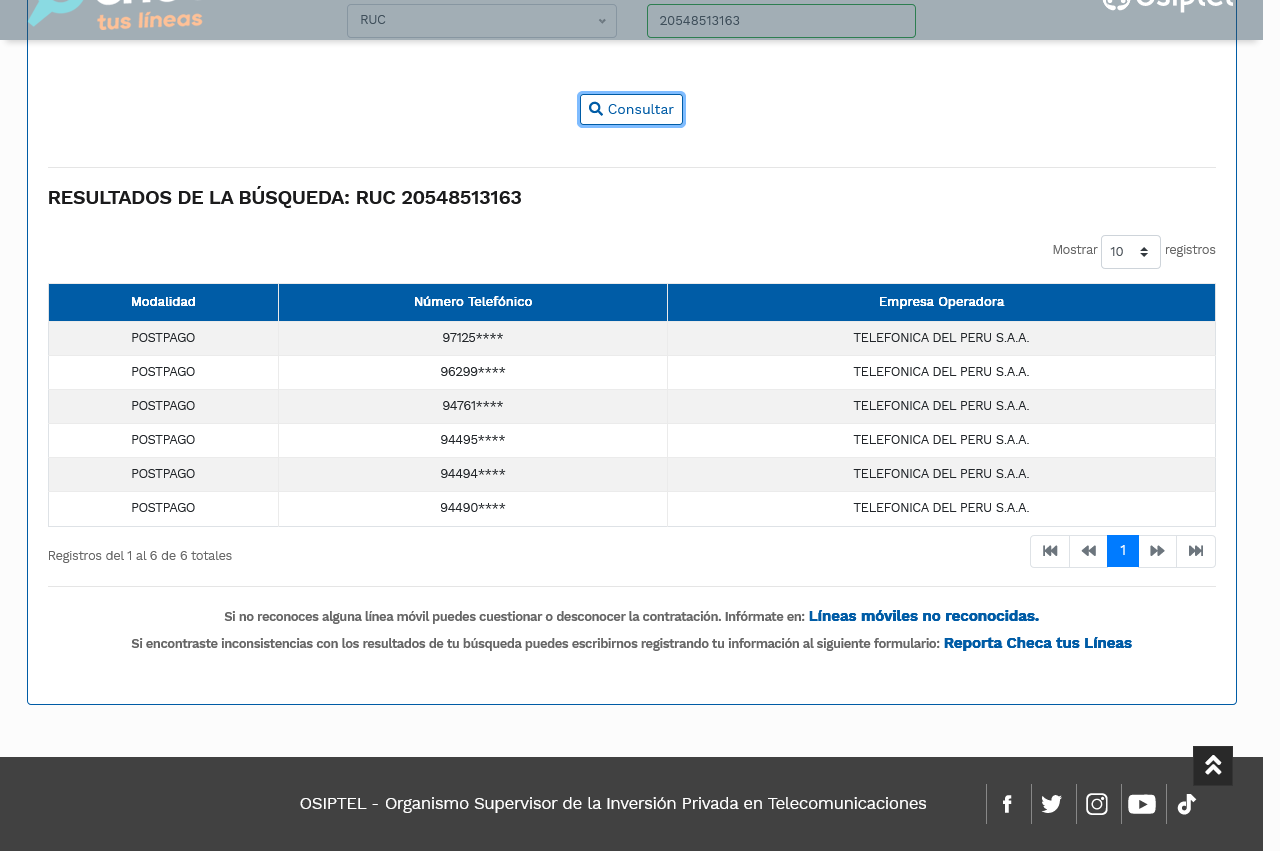 tus líneas
RUC
20548513163
osiptel
Consultar
RESULTADOS DE LA BÚSQUEDA: RUC 20548513163
Mostrar 10 registros
Modalidad Número Telefónico Empresa Operadora
POSTPAGO 97125**** TELEFONICA DEL PERU S.A.A.
POSTPAGO 96299**** TELEFONICA DEL PERU S.A.A.
POSTPAGO 94761**** TELEFONICA DEL PERU S.A.A.
POSTPAGO 94495**** TELEFONICA DEL PERU S.A.A.
POSTPAGO 94494**** TELEFONICA DEL PERU S.A.A.
POSTPAGO 94490**** TELEFONICA DEL PERU S.A.A.
Registros del 1 al 6 de 6 totales
1
Si no reconoces alguna línea móvil puedes cuestionar o desconocer la contratación. Infórmate en: Líneas móviles no reconocidas.
Si encontraste inconsistencias con los resultados de tu búsqueda puedes escribirnos registrando tu información al siguiente formulario: Reporta Checa tus Líneas
OSIPTEL - Organismo Supervisor de la Inversión Privada en Telecomunicaciones